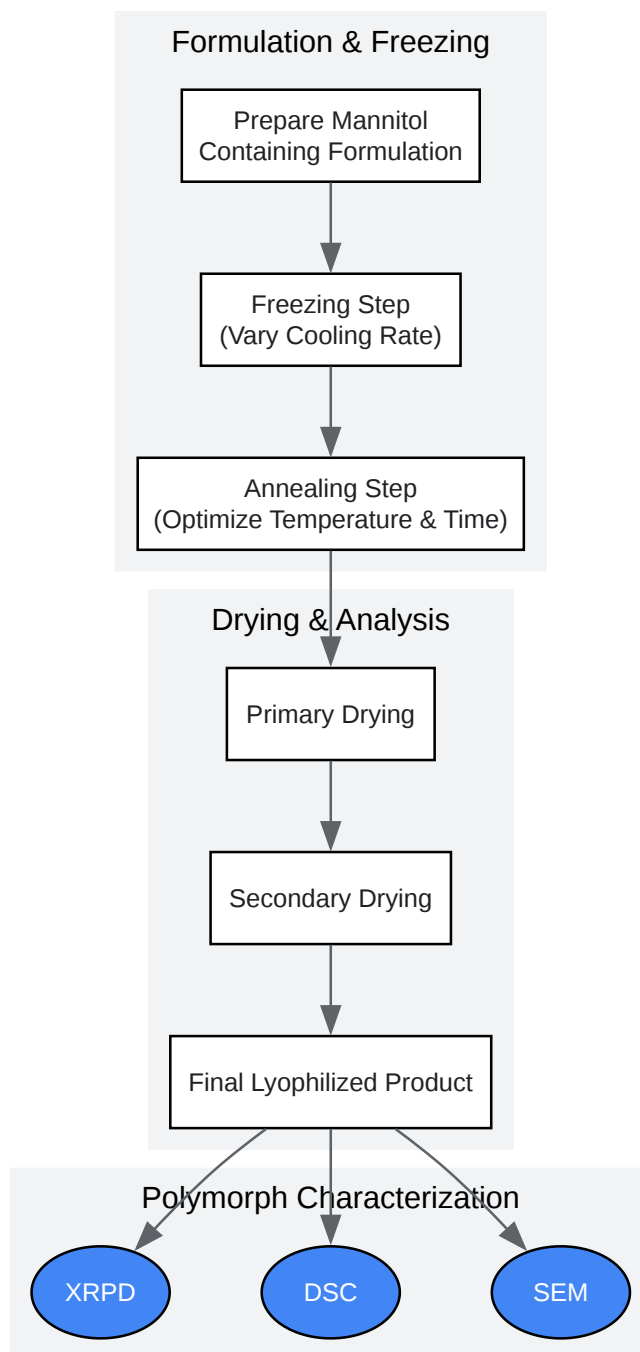 Formulation & Freezing
Prepare Mannitol
Containing Formulation
Freezing Step
(Vary Cooling Rate)
Annealing Step
(Optimize Temperature & Time)
Drying & Analysis
Primary Drying
Secondary Drying
Final Lyophilized Product
Polymorph Characterization
XRPD
DSC
SEM